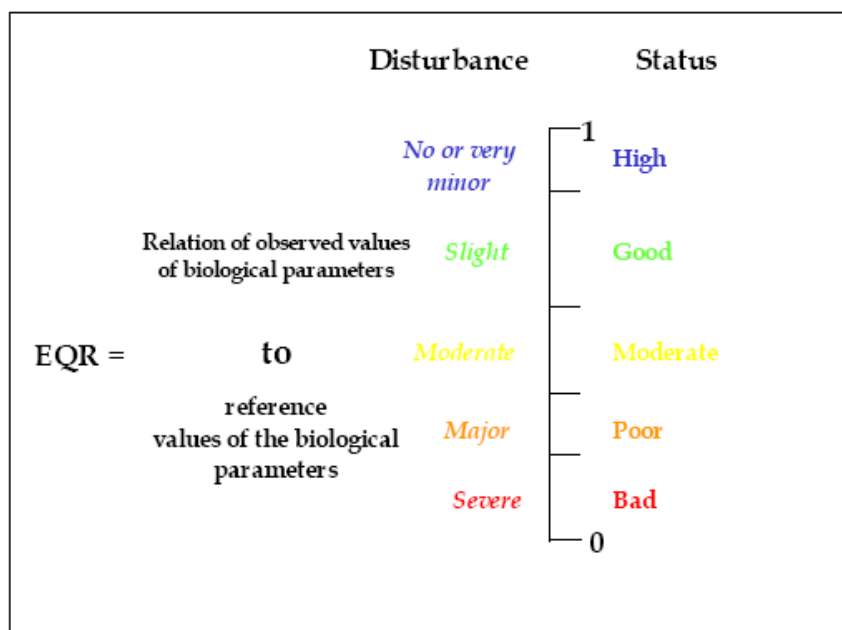 Disturbance Status
1
No or very
minor
High
Relation of observed values
of biological parameters
Slight
Good
EQR =
to
Moderate
Moderate
reference
values of the biological
parameters
Major
Poor
Severe
Bad
0